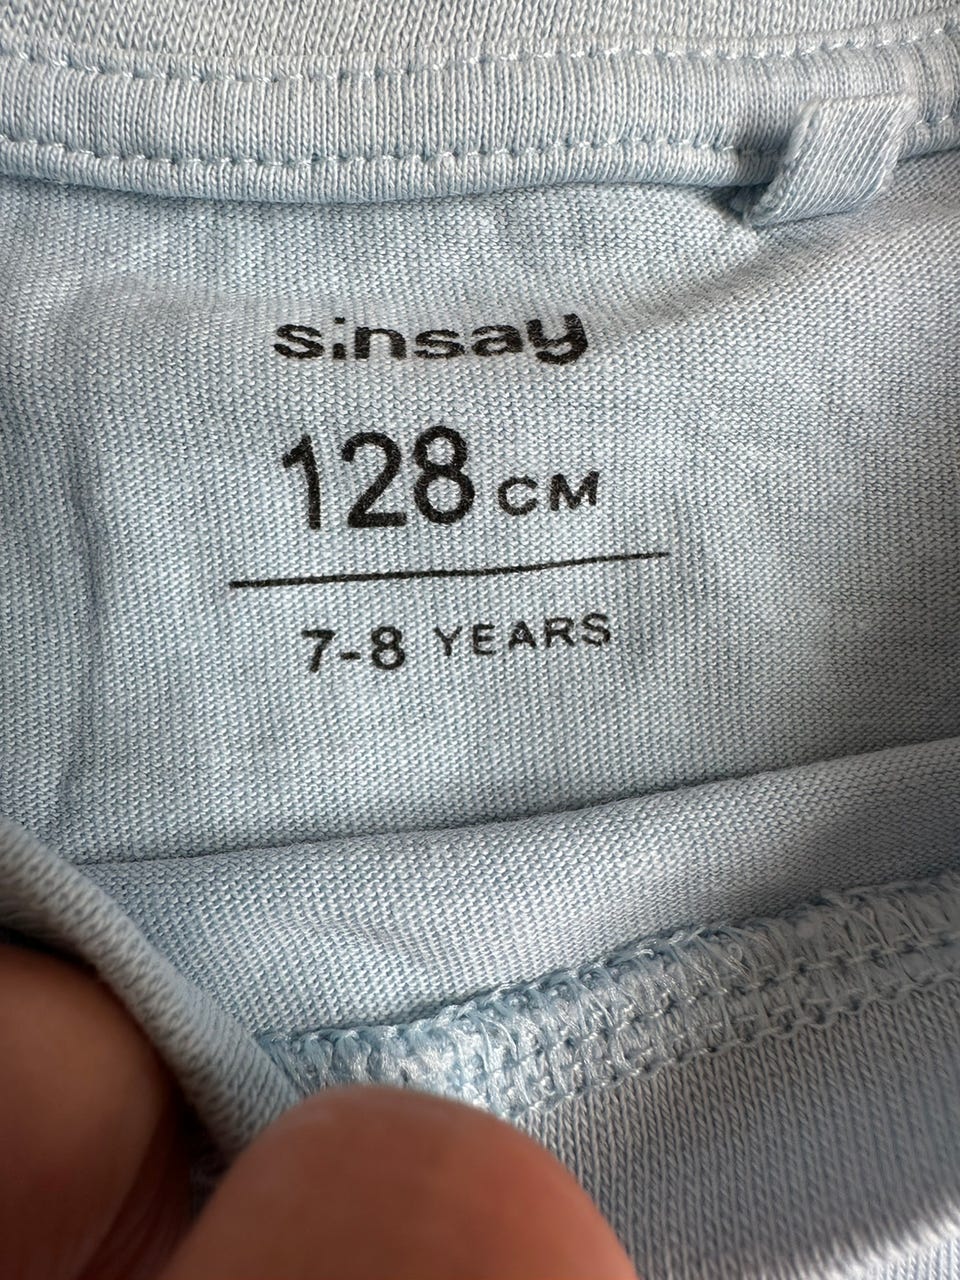 sinsay
128 CM
7-8 YEARS